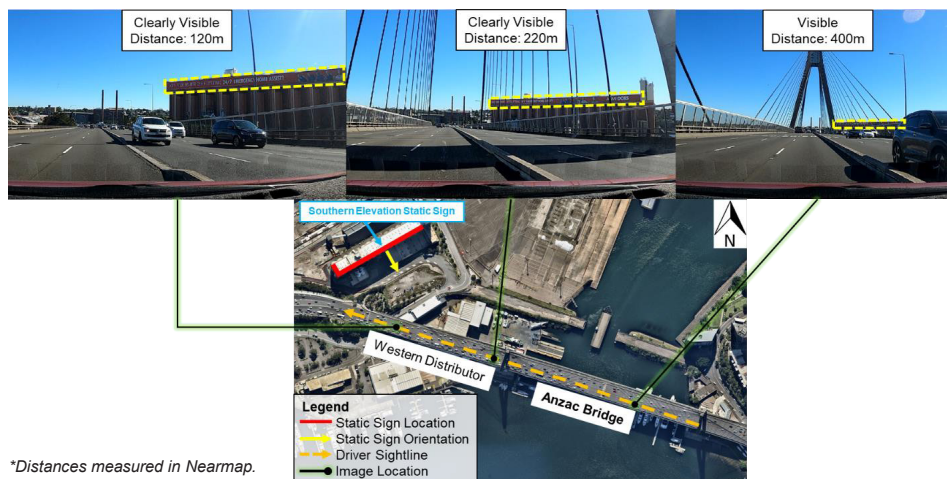 Clearly Visible
Distance: 120m
Clearly Visible
Distance: 220m
Visible
Distance: 400m
Southern Elevation Static Sign
N
Western Distributor
Anzac Bridge
Legend
Static Sign Location
Static Sign Orientation
Driver Sightline
Image Location
*Distances measured in Nearmap.